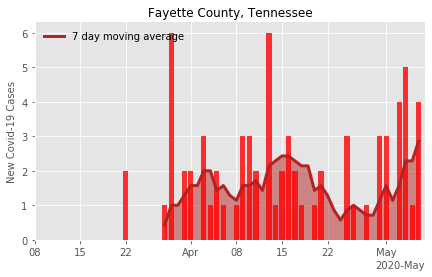 Fayette County, Tennessee
7 day moving average
New Covid-19 Cases
6
5
4
3
2
1
0
08 15 22 Apr 08 15 22 May
2020-May